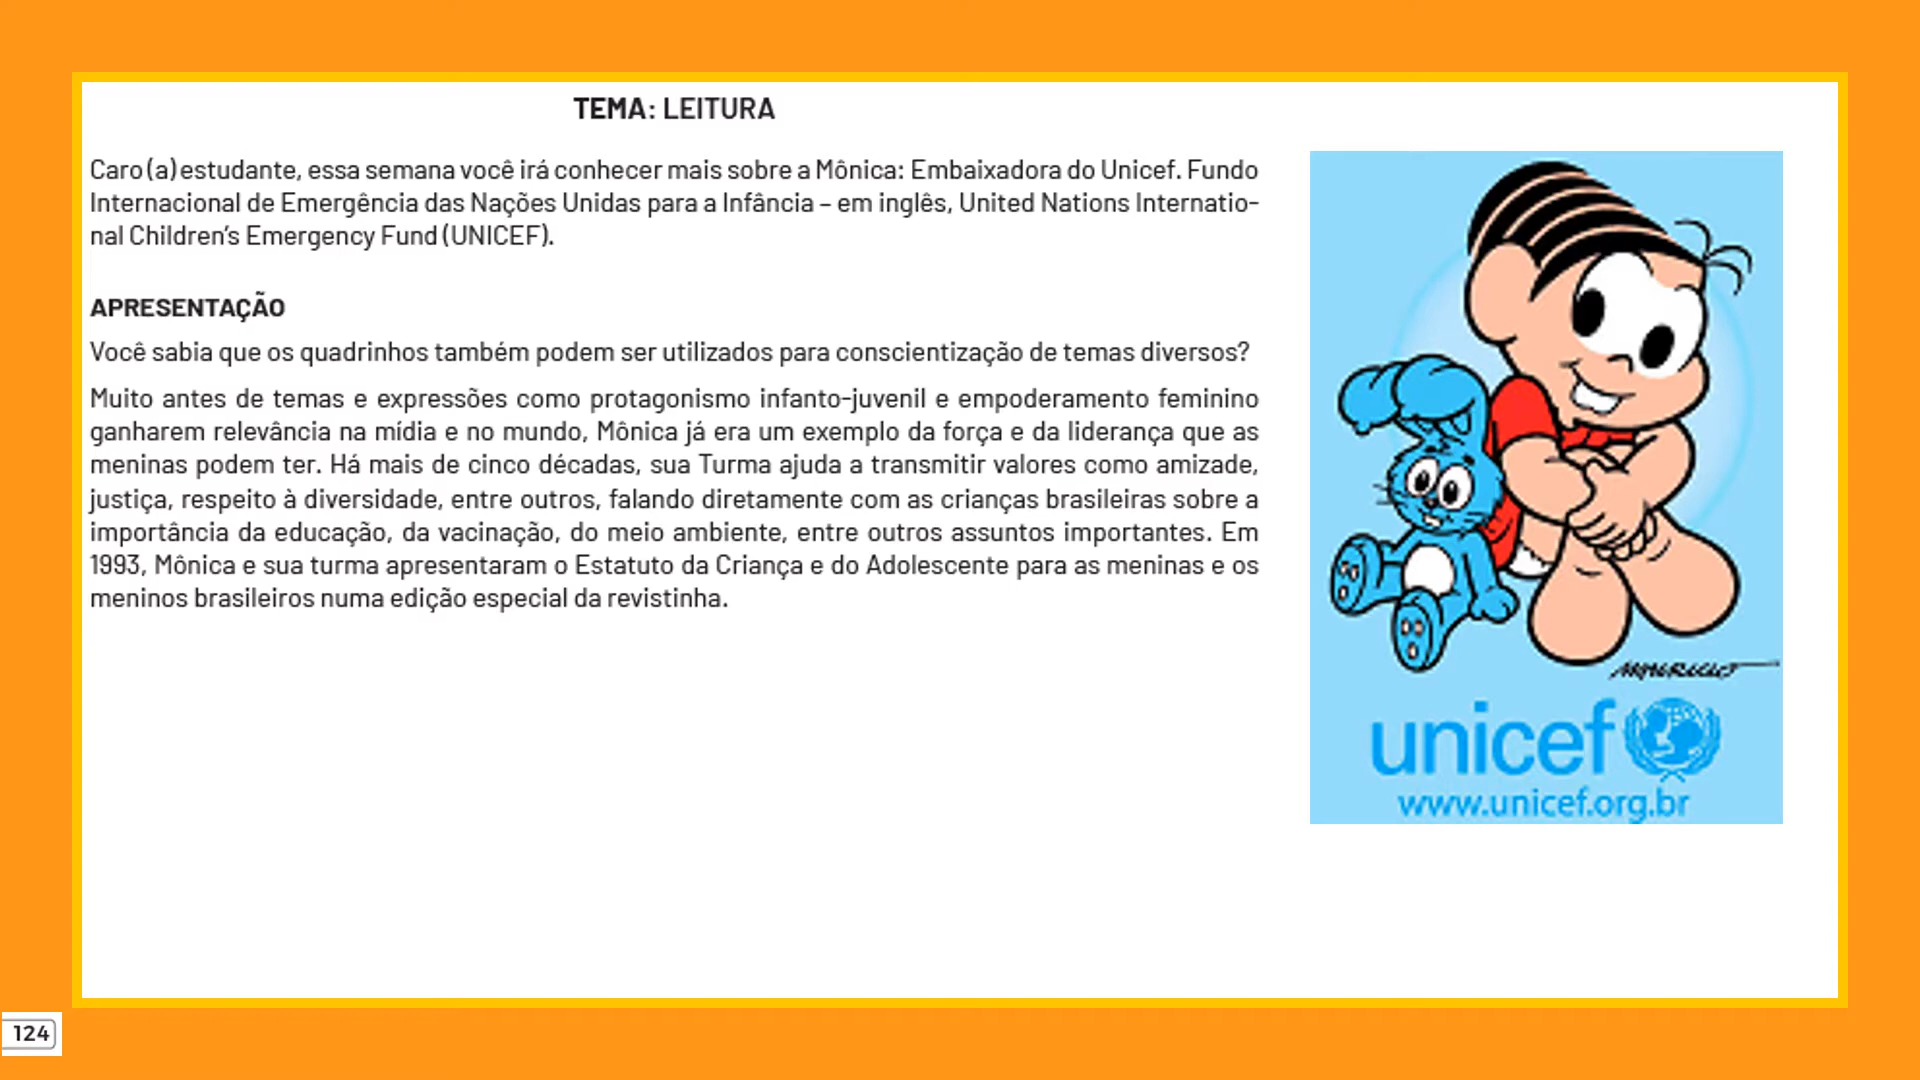 TEMA: LEITURA
Caro (a) estudante, essa semana você irá conhecer mais sobre a Mônica: Embaixadora do Unicef. Fundo
Internacional de Emergência das Nações Unidas para a Infância – em inglês, United Nations Internatio-
nal Children’s Emergency Fund (UNICEF).
APRESENTAÇÃO
Você sabia que os quadrinhos também podem ser utilizados para conscientização de temas diversos?
Muito antes de temas e expressões como protagonismo infanto-juvenil e empoderamento feminino
ganharem relevância na mídia e no mundo, Mônica já era um exemplo da força e da liderança que as
meninas podem ter. Há mais de cinco décadas, sua Turma ajuda a transmitir valores como amizade,
justiça, respeito à diversidade, entre outros, falando diretamente com as crianças brasileiras sobre a
importância da educação, da vacinação, do meio ambiente, entre outros assuntos importantes. Em
1993, Mônica e sua turma apresentaram o Estatuto da Criança e do Adolescente para as meninas e os
meninos brasileiros numa edição especial da revistinha.
MAURICIO
unicef
www.unicef.org.br
124